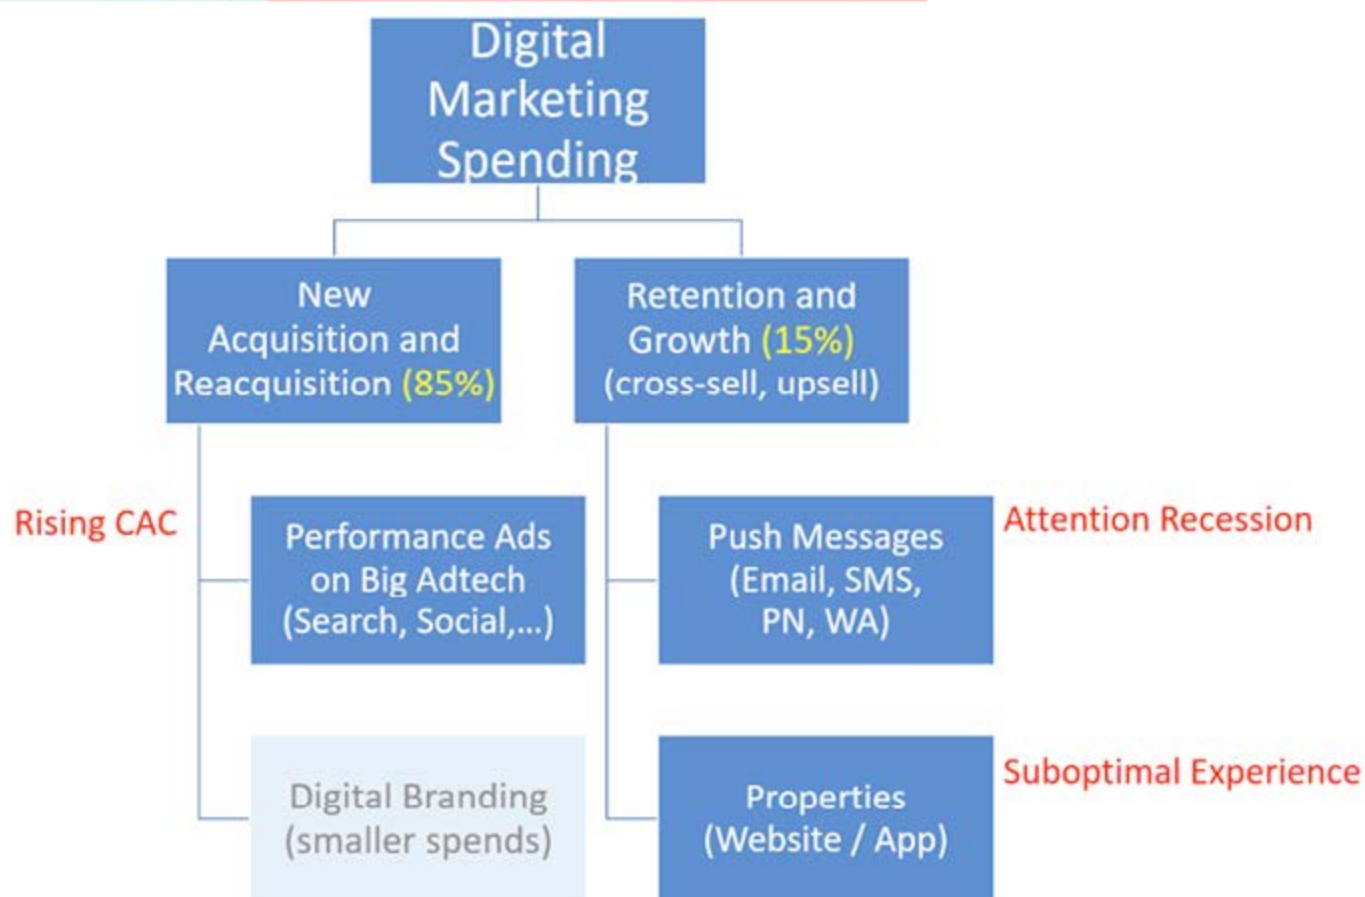 Digital
Marketing
Spending
New
Acquisition and
Reacquisition (85%)
Retention and
Growth (15%)
(cross-sell, upsell)
Rising CAC
Performance Ads
on Big Adtech
(Search, Social,...)
Push Messages
(Email, SMS,
PN, WA)
Attention Recession
Digital Branding
(smaller spends)
Properties
(Website / App)
Suboptimal Experience